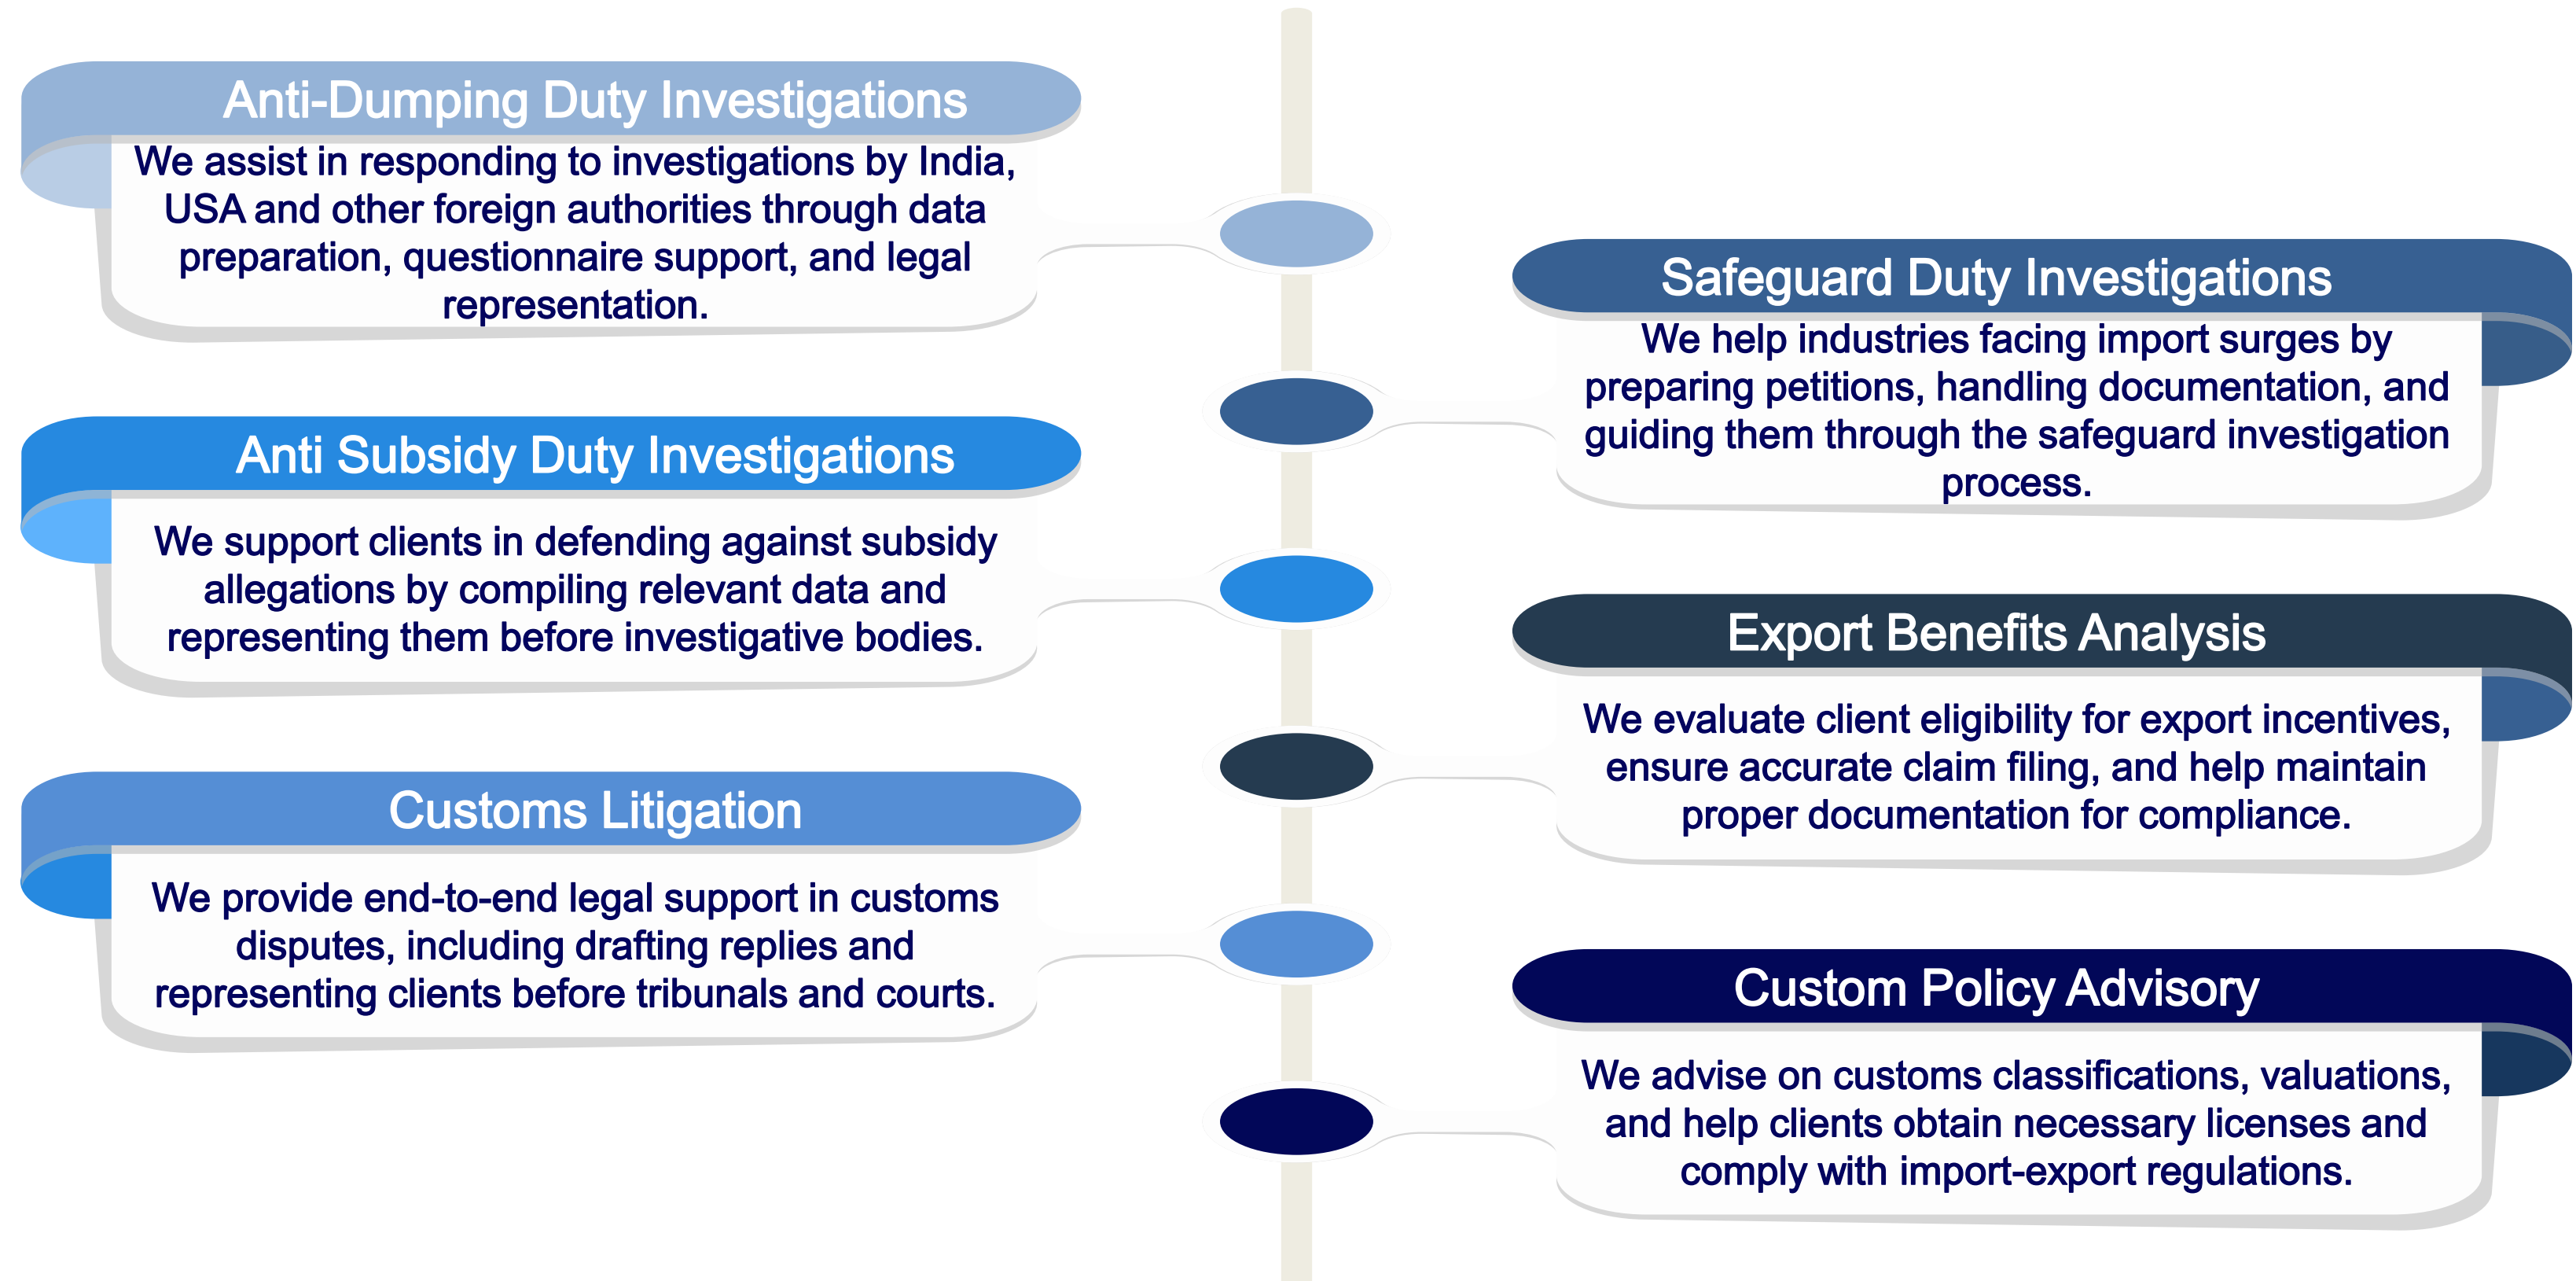 Anti-Dumping Duty Investigations
We assist in responding to investigations by India,
USA and other foreign authorities through data
preparation, questionnaire support, and legal
representation.
Safeguard Duty Investigations
We help industries facing import surges by
preparing petitions, handling documentation, and
guiding them through the safeguard investigation
process.
Anti Subsidy Duty Investigations
We support clients in defending against subsidy
allegations by compiling relevant data and
representing them before investigative bodies.
Export Benefits Analysis
We evaluate client eligibility for export incentives,
ensure accurate claim filing, and help maintain
proper documentation for compliance.
Customs Litigation
We provide end-to-end legal support in customs
disputes, including drafting replies and
representing clients before tribunals and courts.
Custom Policy Advisory
We advise on customs classifications, valuations,
and help clients obtain necessary licenses and
comply with import-export regulations.